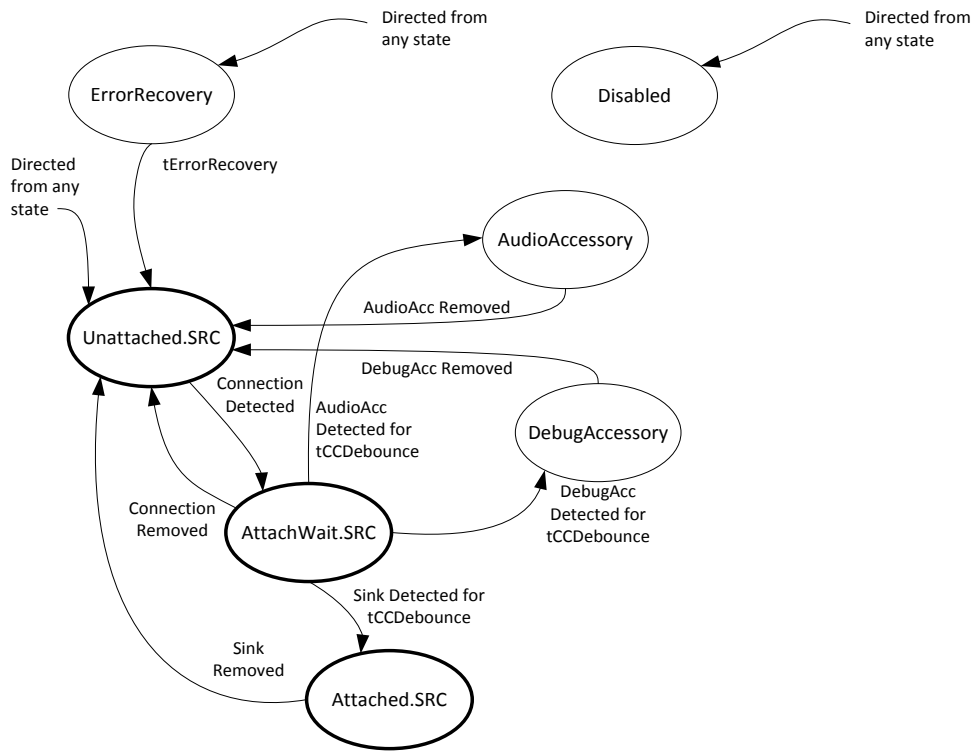 Directed from
any state
Directed from
any state
ErrorRecovery
Disabled
Directed
from any
state
tErrorRecovery
AudioAccessory
AudioAcc Removed
Unattached.SRC
DebugAcc Removed
Connection
Detected
AudioAcc
Detected for
tCCDebounce
DebugAccessory
Connection
Removed
AttachWait.SRC
DebugAcc
Detected for
tCCDebounce
Sink Detected for
tCCDebounce
Sink
Removed
Attached.SRC